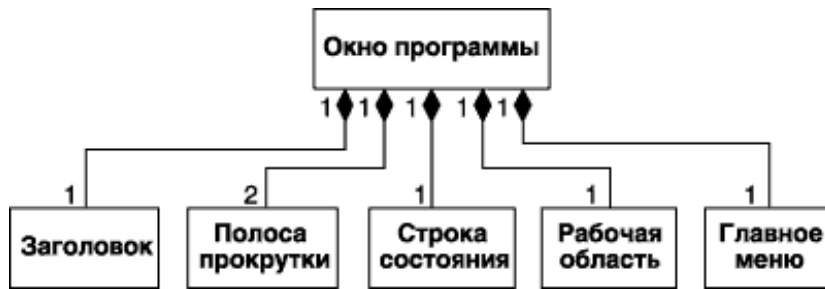 Окно программы
1 1 1 1 1
1 2 1 1 1
Заголовок
Полоса
прокрутки
Строка
состояния
Рабочая
область
Главное
меню